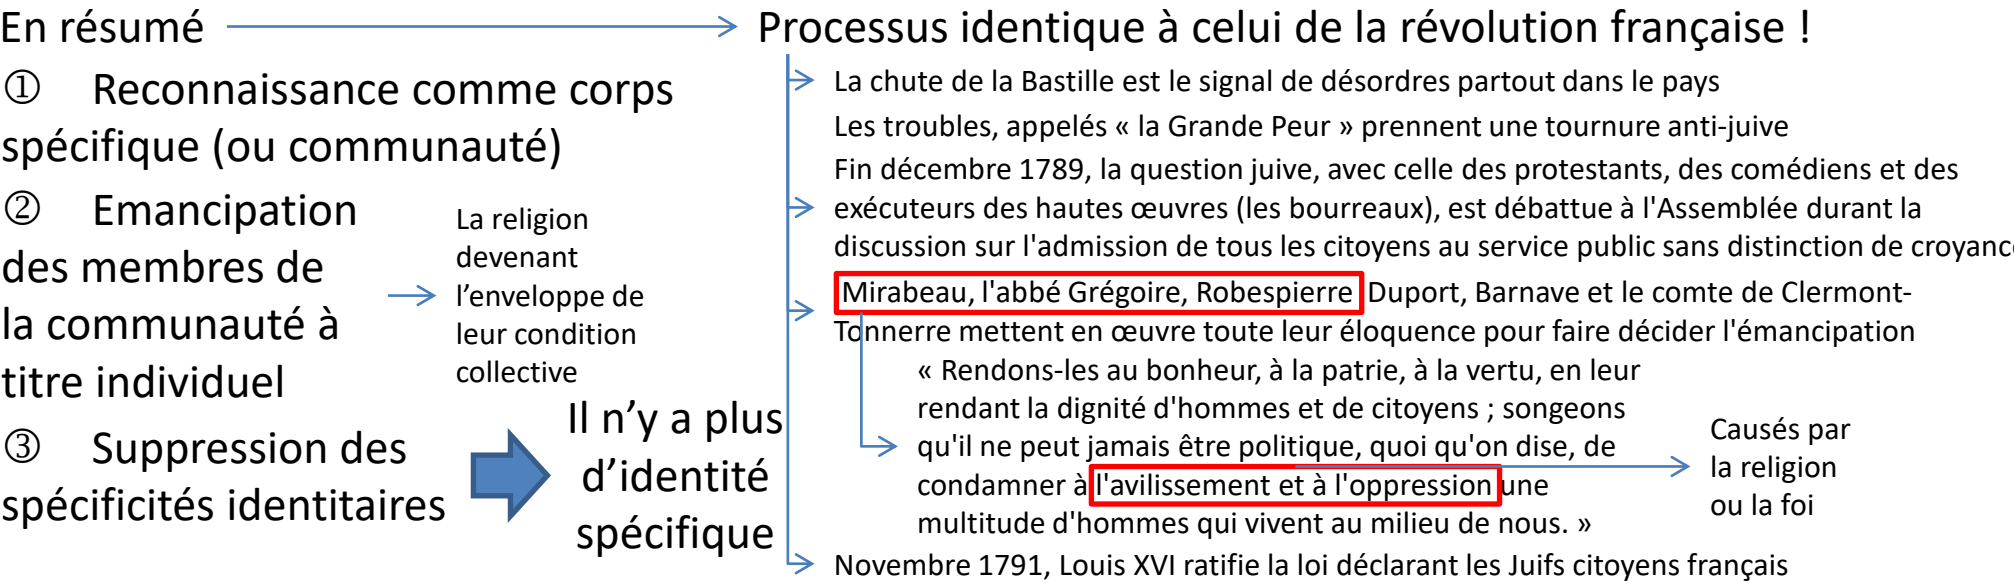 En résumé
Processus identique à celui de la révolution française !
① Reconnaissance comme corps
spécifique (ou communauté)
② Emancipation
des membres de
la communauté à
titre individuel
La religion
devenant
l’enveloppe de
leur condition
collective
③ Suppression des
spécificités identitaires
Il n’y a plus
d’identité
spécifique
La chute de la Bastille est le signal de désordres partout dans le pays
Les troubles, appelés « la Grande Peur » prennent une tournure anti-juive
Fin décembre 1789, la question juive, avec celle des protestants, des comédiens et des
exécuteurs des hautes œuvres (les bourreaux), est débattue à l'Assemblée durant la
discussion sur l'admission de tous les citoyens au service public sans distinction de croyance
Mirabeau, l'abbé Grégoire, Robespierre Duport, Barnave et le comte de Clermont-
Tonnerre mettent en œuvre toute leur éloquence pour faire décider l'émancipation
« Rendons-les au bonheur, à la patrie, à la vertu, en leur
rendant la dignité d'hommes et de citoyens ; songeons
qu'il ne peut jamais être politique, quoi qu'on dise, de
condamner à l'avilissement et à l'oppression une
multitude d'hommes qui vivent au milieu de nous. »
Causés par
la religion
ou la foi
Novembre 1791, Louis XVI ratifie la loi déclarant les Juifs citoyens français